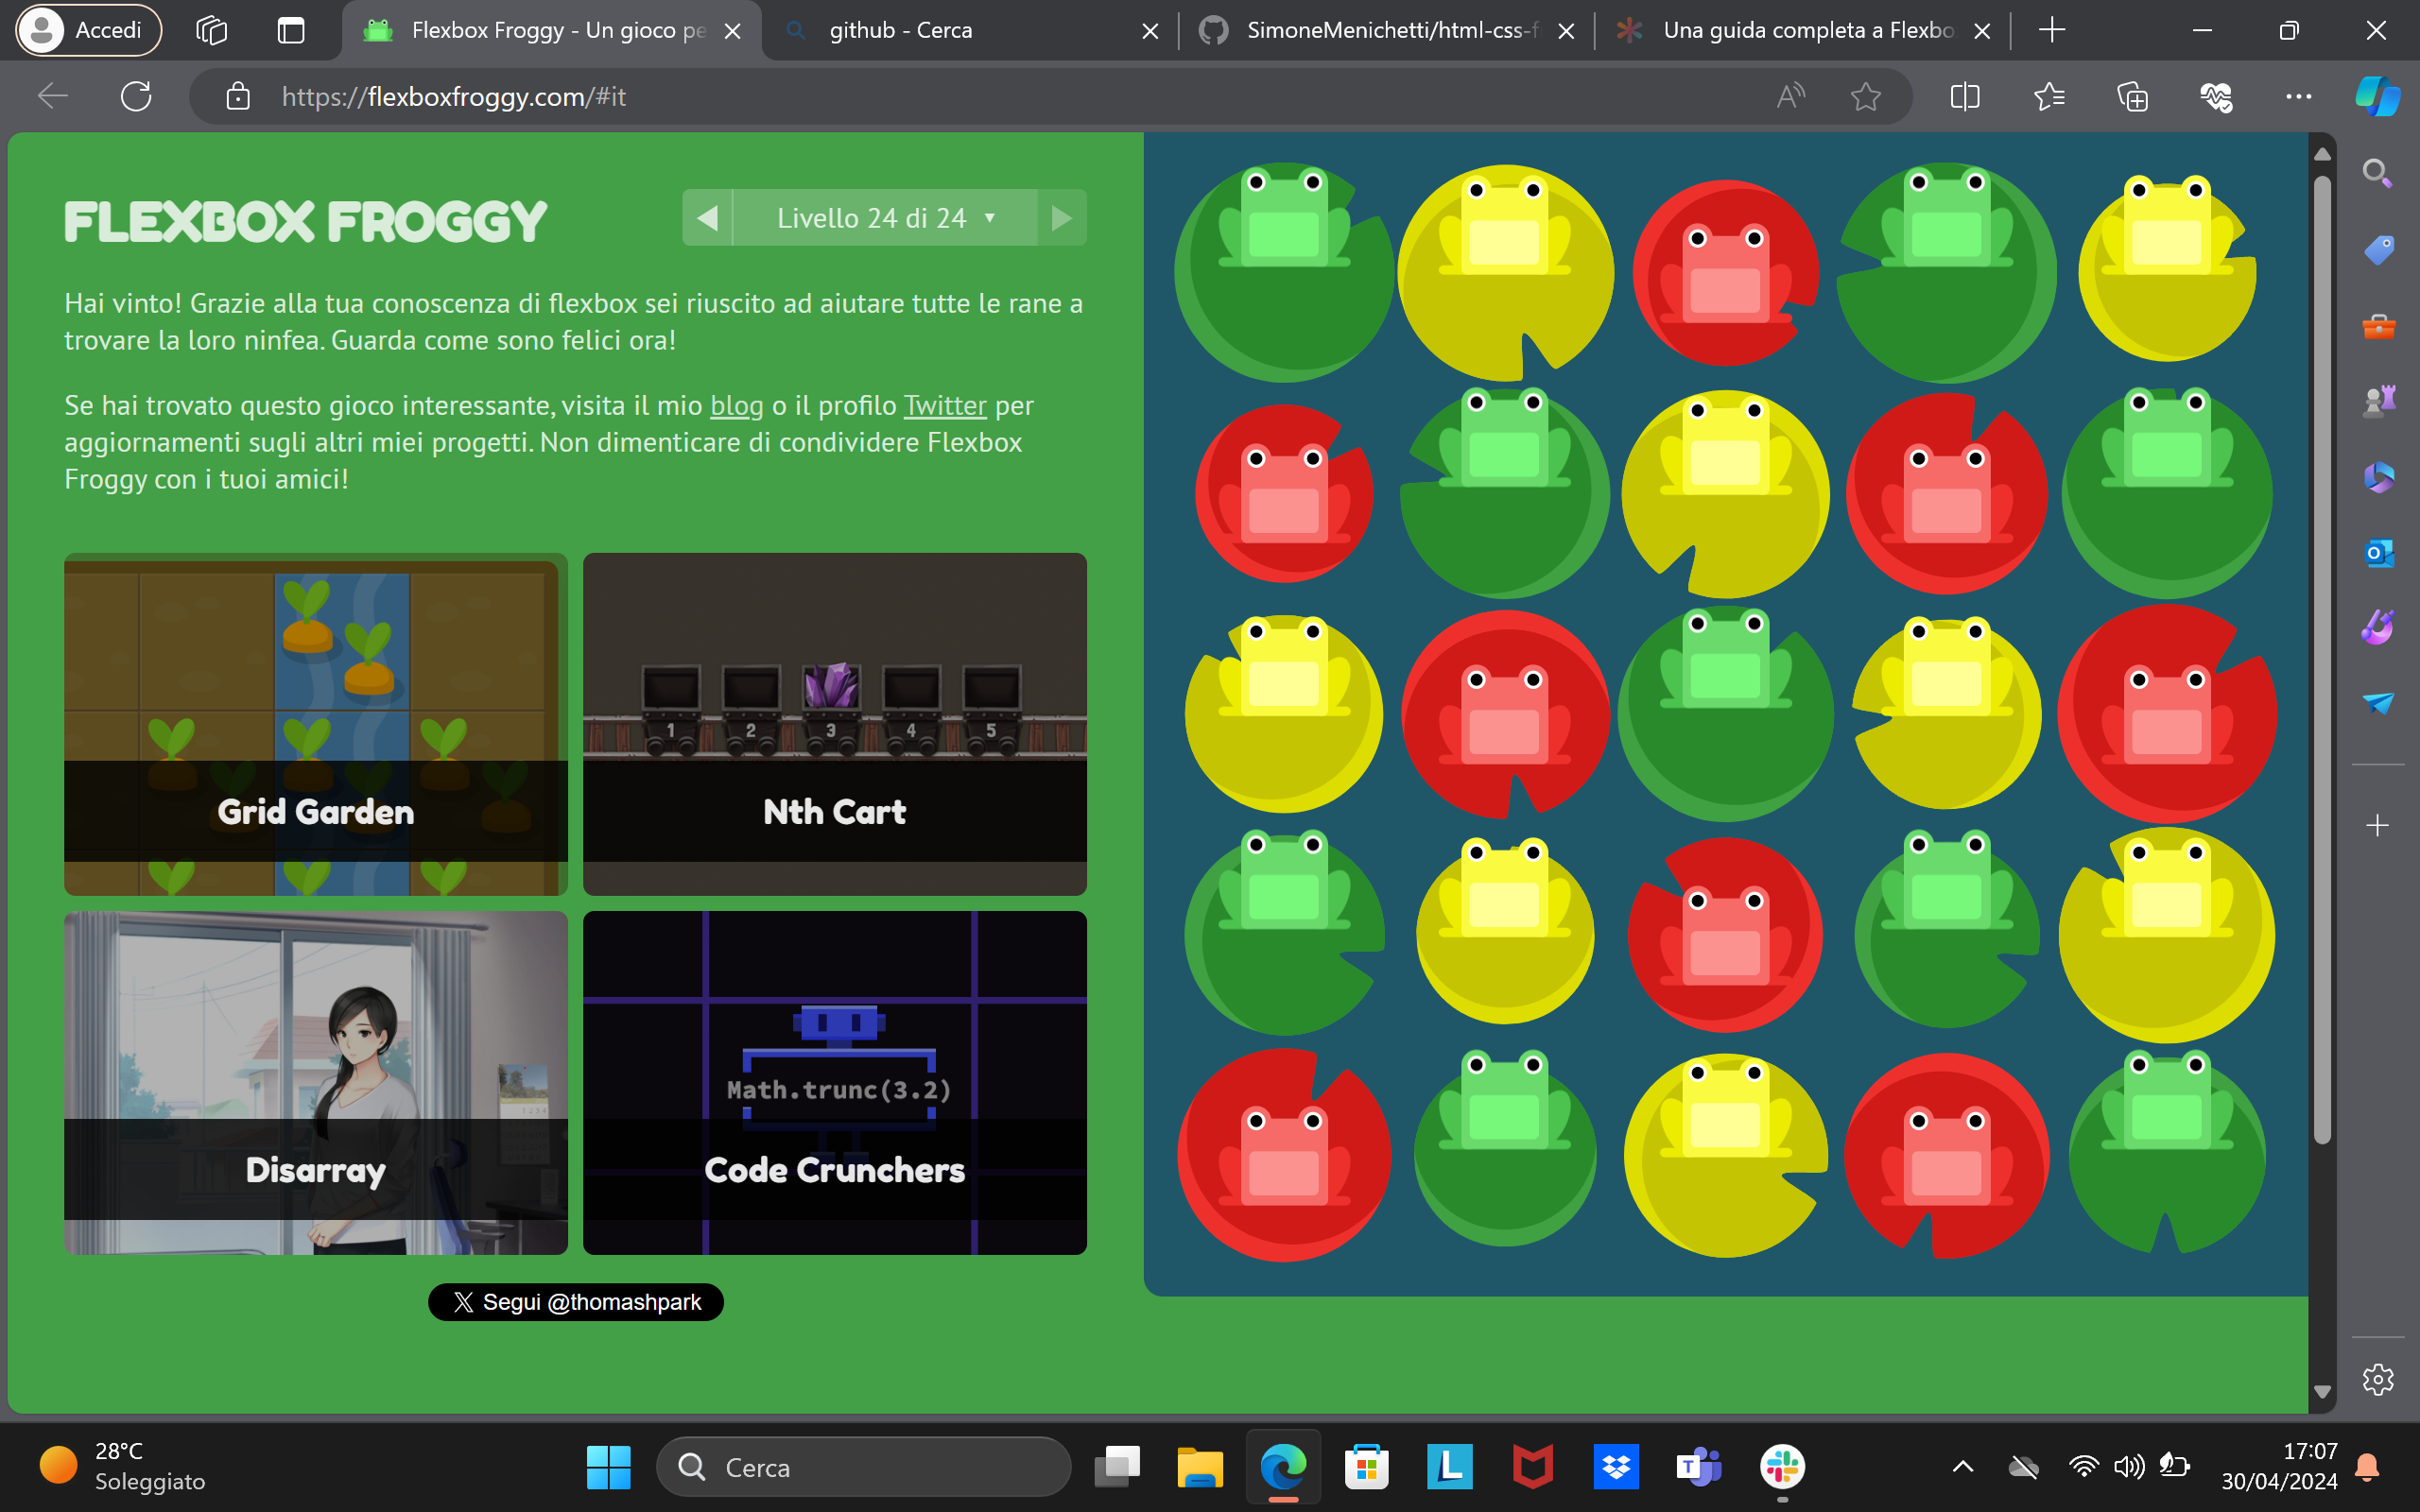 Accedi
Flexbox Froggy - Un gioco pe
github - Cerca
SimoneMenichetti/html-css-f
Una guida completa a Flexbo
https://flexboxfroggy.com/#it
FLEXBOX FROGGY
Livello 24 di 24
Hai vinto! Grazie alla tua conoscenza di flexbox sei riuscito ad aiutare tutte le rane a
trovare la loro ninfea. Guarda come sono felici ora!
Se hai trovato questo gioco interessante, visita il mio blog o il profilo Twitter per
aggiornamenti sugli altri miei progetti. Non dimenticare di condividere Flexbox
Froggy con i tuoi amici!
Grid Garden
1 2 3 4 5
Nth Cart
Disarray
Math.trunc(3.2)
Code Crunchers
Segui @thomashpark
28°C
Soleggiato
Cerca
17:07
30/04/2024